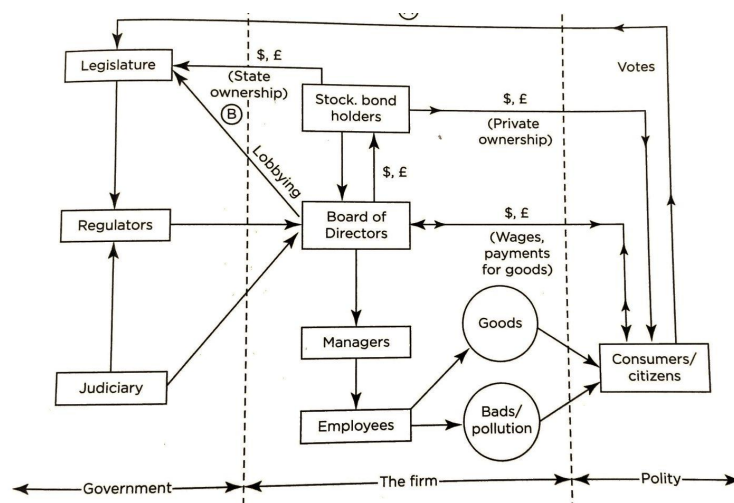 Legislature
$, £
(State
ownership)
Votes
Stock. bond
holders
$, £
(Private
ownership)
B
Lobbying
$, £
Regulators
Board of
Directors
$, £
(Wages,
payments
for goods)
Goods
Managers
Consumers/
citizens
Judiciary
Employees
Bads/
pollution
Government
The firm
Polity